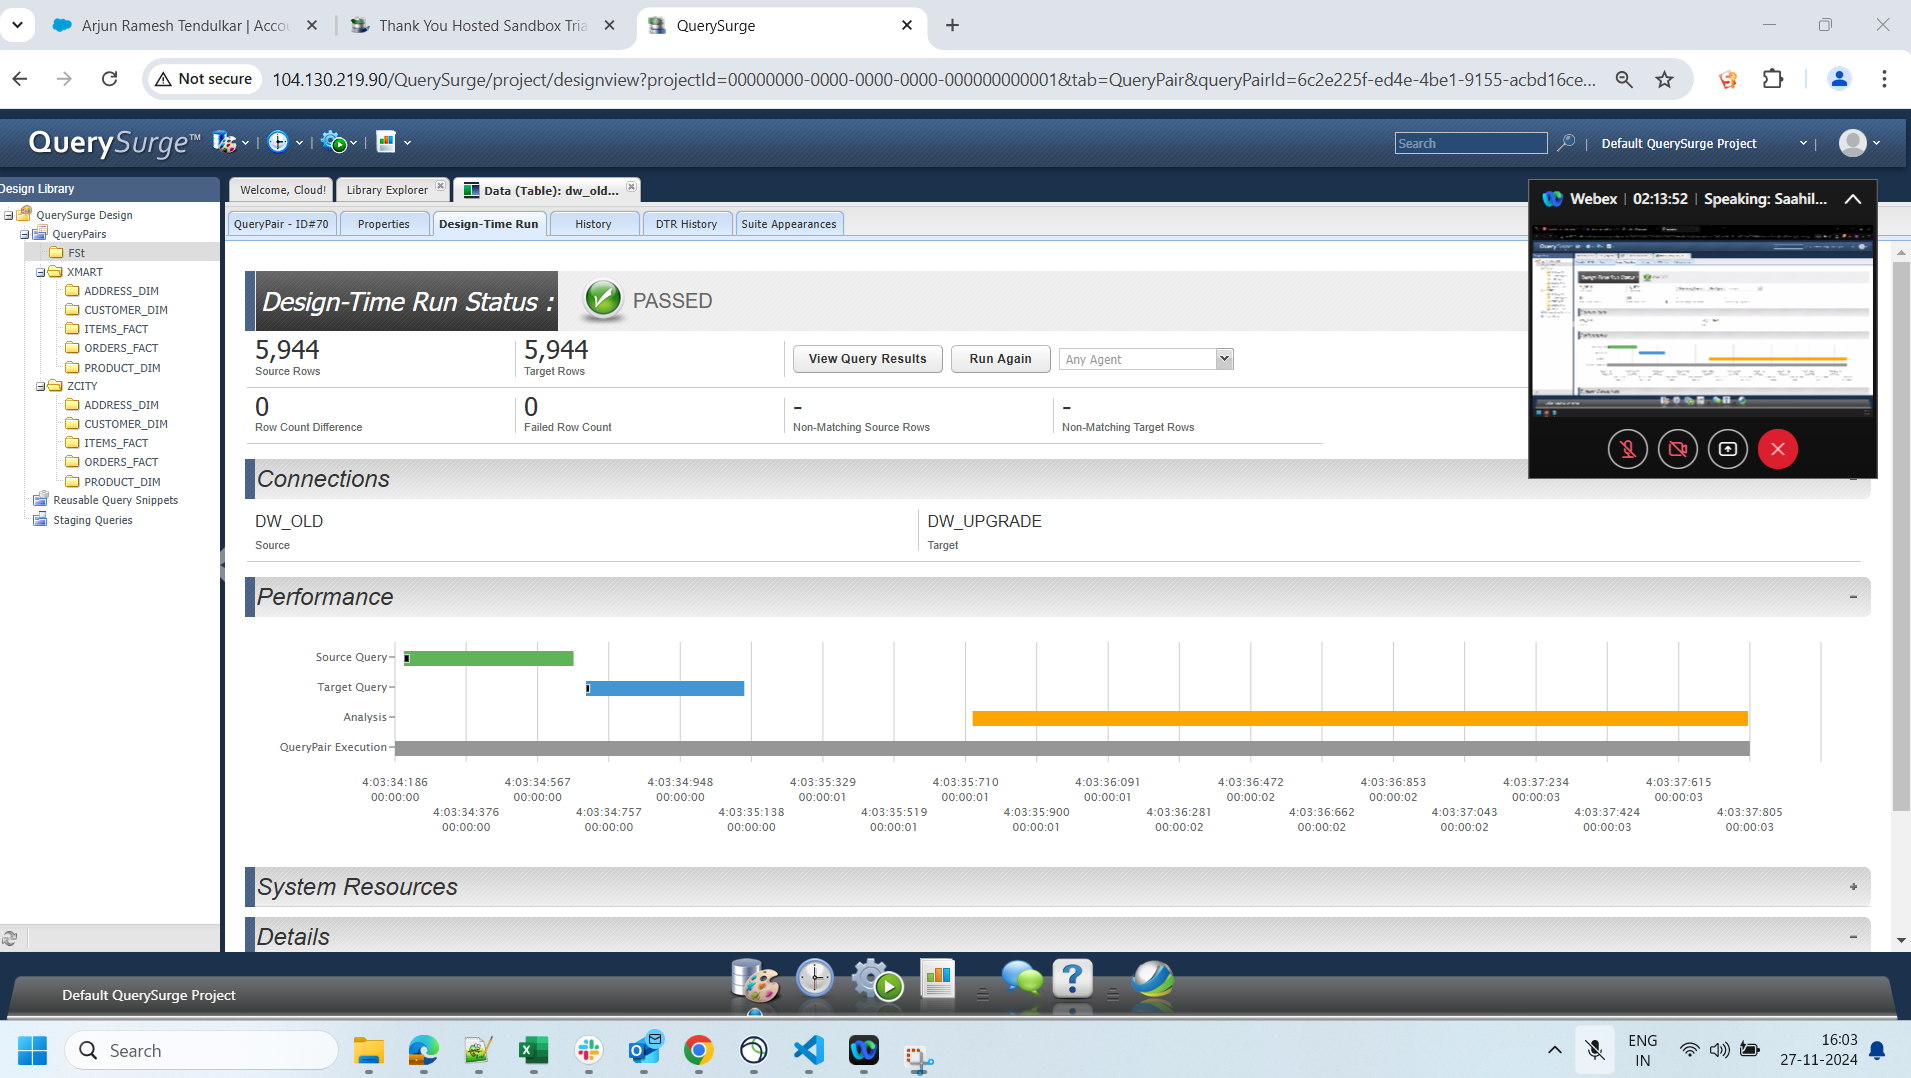 Arjun Ramesh Tendulkar | Accou
Thank You Hosted Sandbox Tria
QuerySurge
Not secure
104.130.219.90/QuerySurge/project/designview?projectId=00000000-0000-0000-0000-000000000001&tab=QueryPair&queryPairId=6c2e225f-ed4e-4be1-9155-acbd16ce...
QuerySurge™
Search
Default QuerySurge Project
Design Library
Welcome, Cloud!
Library Explorer
Data (Table): dw_old...
QueryPair - ID#70
Properties
Design-Time Run
History
DTR History
Suite Appearances
Webex
02:13:52
Speaking: Saahil...
QuerySurge Design
QueryPairs
FSt
XMART
ADDRESS_DIM
CUSTOMER_DIM
ITEMS_FACT
ORDERS_FACT
PRODUCT_DIM
ZCITY
ADDRESS_DIM
CUSTOMER_DIM
ITEMS_FACT
ORDERS_FACT
PRODUCT_DIM
Reusable Query Snippets
Staging Queries
Design-Time Run Status :
PASSED
5,944
Source Rows
5,944
Target Rows
View Query Results
Run Again
Any Agent
0
Row Count Difference
0
Failed Row Count
-
Non-Matching Source Rows
-
Non-Matching Target Rows
Connections
DW_OLD
Source
DW_UPGRADE
Target
Performance
Source Query
Target Query
Analysis
QueryPair Execution
4:03:34:186 4:03:34:567 4:03:34:948 4:03:35:329 4:03:35:710 4:03:36:091 4:03:36:472 4:03:36:853 4:03:37:234 4:03:37:615
00:00:00 00:00:00 00:00:00 00:00:01 00:00:01 00:00:01 00:00:02 00:00:02 00:00:03 00:00:03
4:03:34:376 4:03:34:757 4:03:35:138 4:03:35:519 4:03:35:900 4:03:36:281 4:03:36:662 4:03:37:043 4:03:37:424 4:03:37:805
00:00:00 00:00:00 00:00:00 00:00:01 00:00:01 00:00:02 00:00:02 00:00:02 00:00:03 00:00:03
System Resources
Details
Default QuerySurge Project
Search
ENG
IN
16:03
27-11-2024